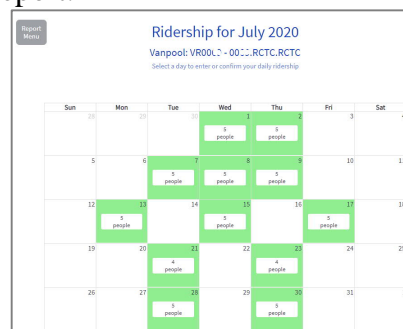 Report
Menu
Ridership for July 2020
Select a day to enter or confirm your daily ridership
Sun Mon Tue Wed Thu Fri Sat
28 29 30 1 2 3
5 people 5 people
5 6 7 8 9 10
5 people 5 people 5 people
12 13 14 15 16 17
5 people 5 people 5 people
19 20 21 22 23 24
4 people 4 people
26 27 28 29 30 31
5 people 5 people